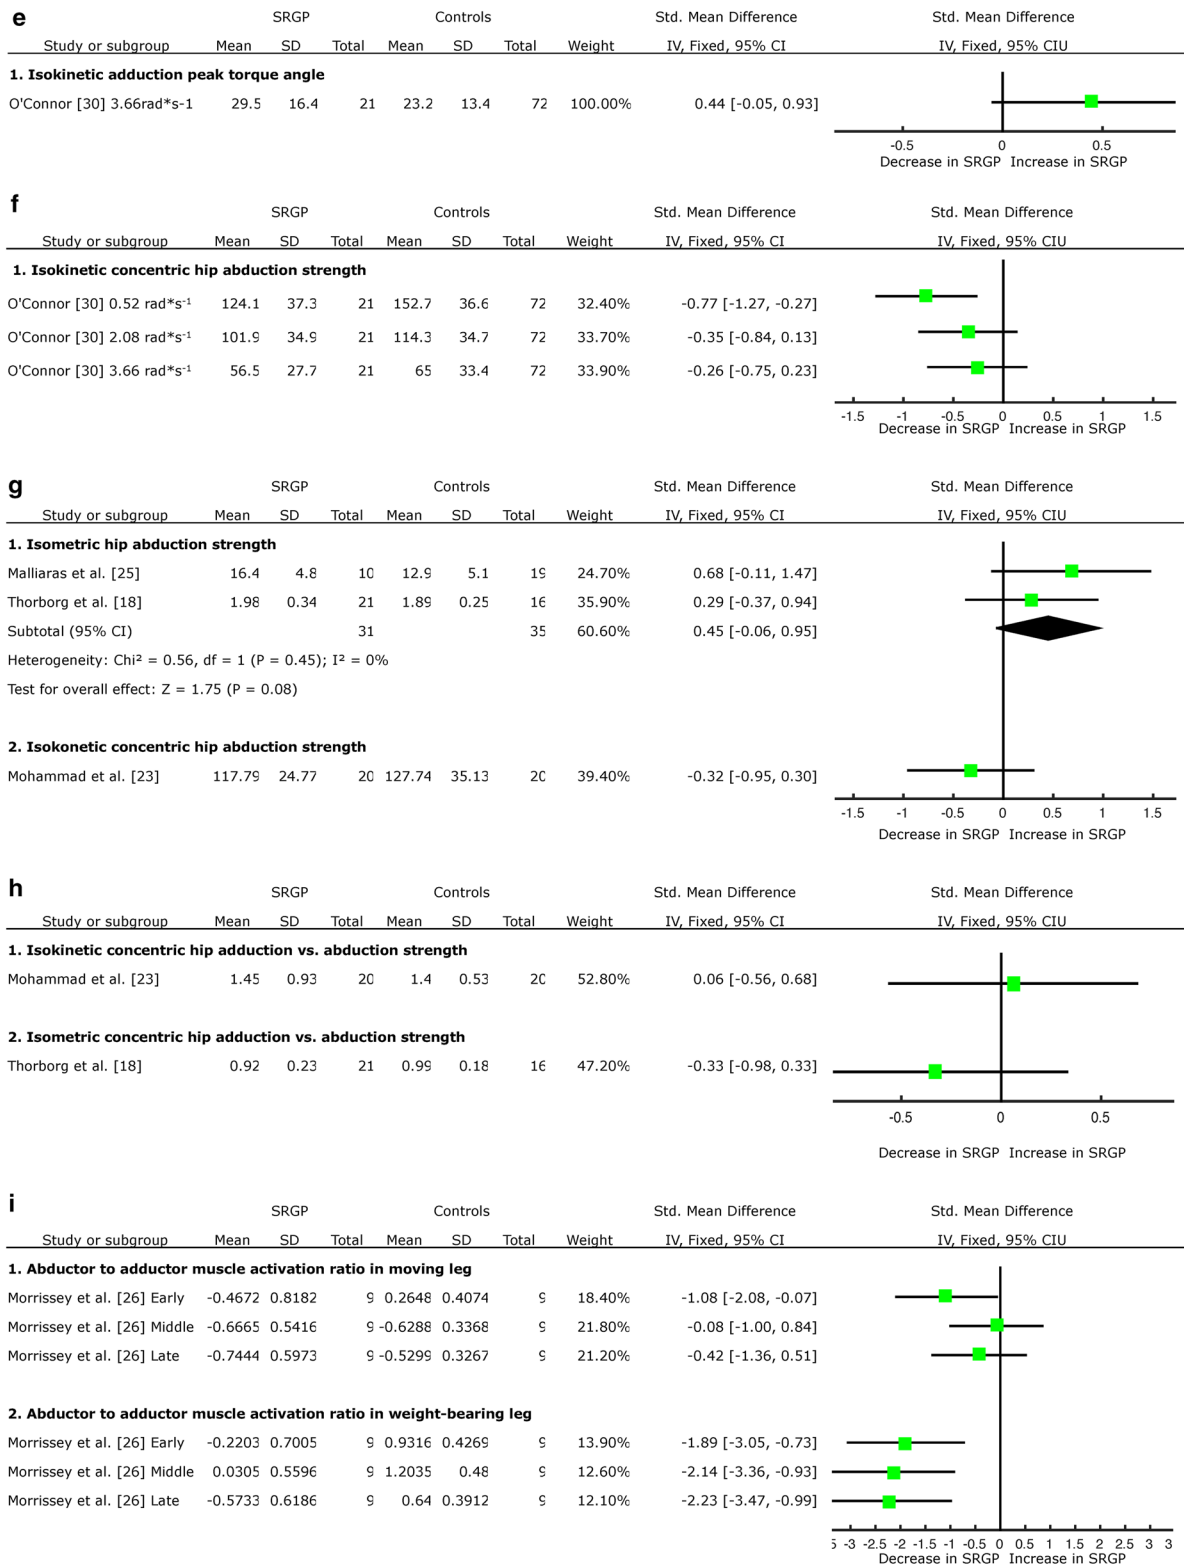 e
SRGP Controls Std. Mean Difference Std. Mean Difference
Study or subgroup Mean SD Total Mean SD Total Weight IV, Fixed, 95% CI IV, Fixed, 95% CIU
1. Isokinetic adduction peak torque angle
O'Connor [30] 3.66rad*s-1 29.5 16.4 21 23.2 13.4 72 100.00% 0.44 [-0.05, 0.93]
-0.5 0 0.5
Decrease in SRGP Increase in SRGP
f
SRGP Controls Std. Mean Difference Std. Mean Difference
Study or subgroup Mean SD Total Mean SD Total Weight IV, Fixed, 95% CI IV, Fixed, 95% CIU
1. Isokinetic concentric hip abduction strength
O'Connor [30] 0.52 rad*s⁻¹ 124.1 37.3 21 152.7 36.6 72 32.40% -0.77 [-1.27, -0.27]
O'Connor [30] 2.08 rad*s⁻¹ 101.9 34.9 21 114.3 34.7 72 33.70% -0.35 [-0.84, 0.13]
O'Connor [30] 3.66 rad*s⁻¹ 56.5 27.7 21 65 33.4 72 33.90% -0.26 [-0.75, 0.23]
-1.5 -1 -0.5 0 0.5 1 1.5
Decrease in SRGP Increase in SRGP
g
SRGP Controls Std. Mean Difference Std. Mean Difference
Study or subgroup Mean SD Total Mean SD Total Weight IV, Fixed, 95% CI IV, Fixed, 95% CIU
1. Isometric hip abduction strength
Malliaras et al. [25] 16.4 4.8 10 12.9 5.1 19 24.70% 0.68 [-0.11, 1.47]
Thorborg et al. [18] 1.98 0.34 21 1.89 0.25 16 35.90% 0.29 [-0.37, 0.94]
Subtotal (95% CI) 31 35 60.60% 0.45 [-0.06, 0.95]
Heterogeneity: Chi² = 0.56, df = 1 (P = 0.45); I² = 0%
Test for overall effect: Z = 1.75 (P = 0.08)
2. Isokonetic concentric hip abduction strength
Mohammad et al. [23] 117.79 24.77 20 127.74 35.13 20 39.40% -0.32 [-0.95, 0.30]
-1.5 -1 -0.5 0 0.5 1 1.5
Decrease in SRGP Increase in SRGP
h
SRGP Controls Std. Mean Difference Std. Mean Difference
Study or subgroup Mean SD Total Mean SD Total Weight IV, Fixed, 95% CI IV, Fixed, 95% CIU
1. Isokinetic concentric hip adduction vs. abduction strength
Mohammad et al. [23] 1.45 0.93 20 1.4 0.53 20 52.80% 0.06 [-0.56, 0.68]
2. Isometric concentric hip adduction vs. abduction strength
Thorborg et al. [18] 0.92 0.23 21 0.99 0.18 16 47.20% -0.33 [-0.98, 0.33]
-0.5 0 0.5
Decrease in SRGP Increase in SRGP
i
SRGP Controls Std. Mean Difference Std. Mean Difference
Study or subgroup Mean SD Total Mean SD Total Weight IV, Fixed, 95% CI IV, Fixed, 95% CIU
1. Abductor to adductor muscle activation ratio in moving leg
Morrissey et al. [26] Early -0.4672 0.8182 9 0.2648 0.4074 9 18.40% -1.08 [-2.08, -0.07]
Morrissey et al. [26] Middle -0.6665 0.5416 9 -0.6288 0.3368 9 21.80% -0.08 [-1.00, 0.84]
Morrissey et al. [26] Late -0.7444 0.5973 9 -0.5299 0.3267 9 21.20% -0.42 [-1.36, 0.51]
2. Abductor to adductor muscle activation ratio in weight-bearing leg
Morrissey et al. [26] Early -0.2203 0.7005 9 0.9316 0.4269 9 13.90% -1.89 [-3.05, -0.73]
Morrissey et al. [26] Middle 0.0305 0.5596 9 1.2035 0.48 9 12.60% -2.14 [-3.36, -0.93]
Morrissey et al. [26] Late -0.5733 0.6186 9 0.64 0.3912 9 12.10% -2.23 [-3.47, -0.99]
-3 -2.5 -2 -1.5 -1 -0.5 0 0.5 1 1.5 2 2.5 3 3
Decrease in SRGP Increase in SRGP